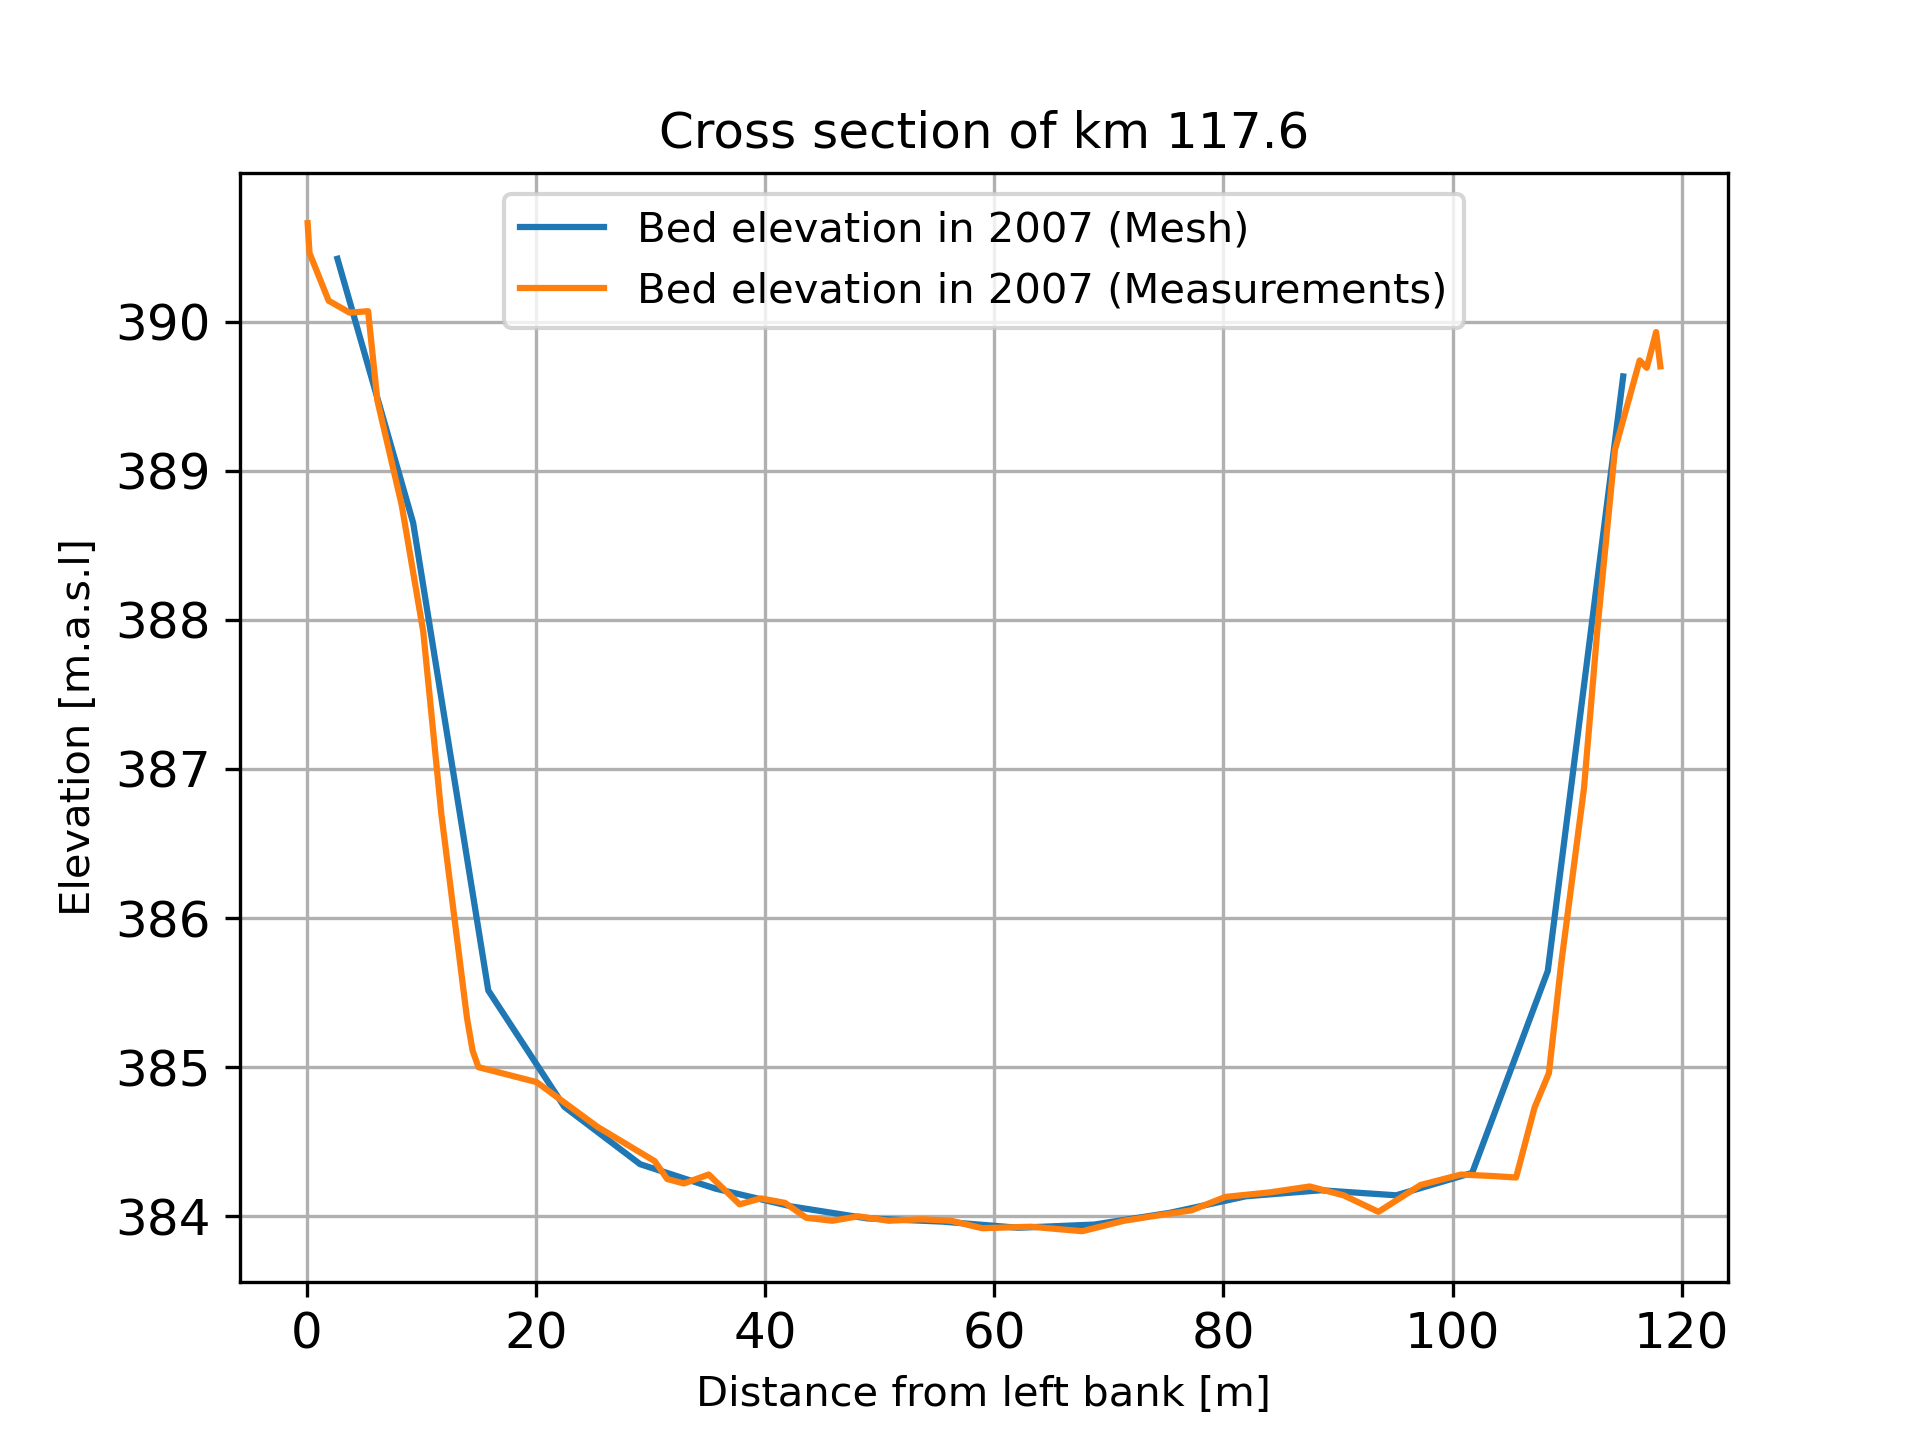 Cross section of km 117.6
Bed elevation in 2007 (Mesh)
Bed elevation in 2007 (Measurements)
390
389
388
387
386
385
384
Elevation [m.a.s.l]
0 20 40 60 80 100 120
Distance from left bank [m]